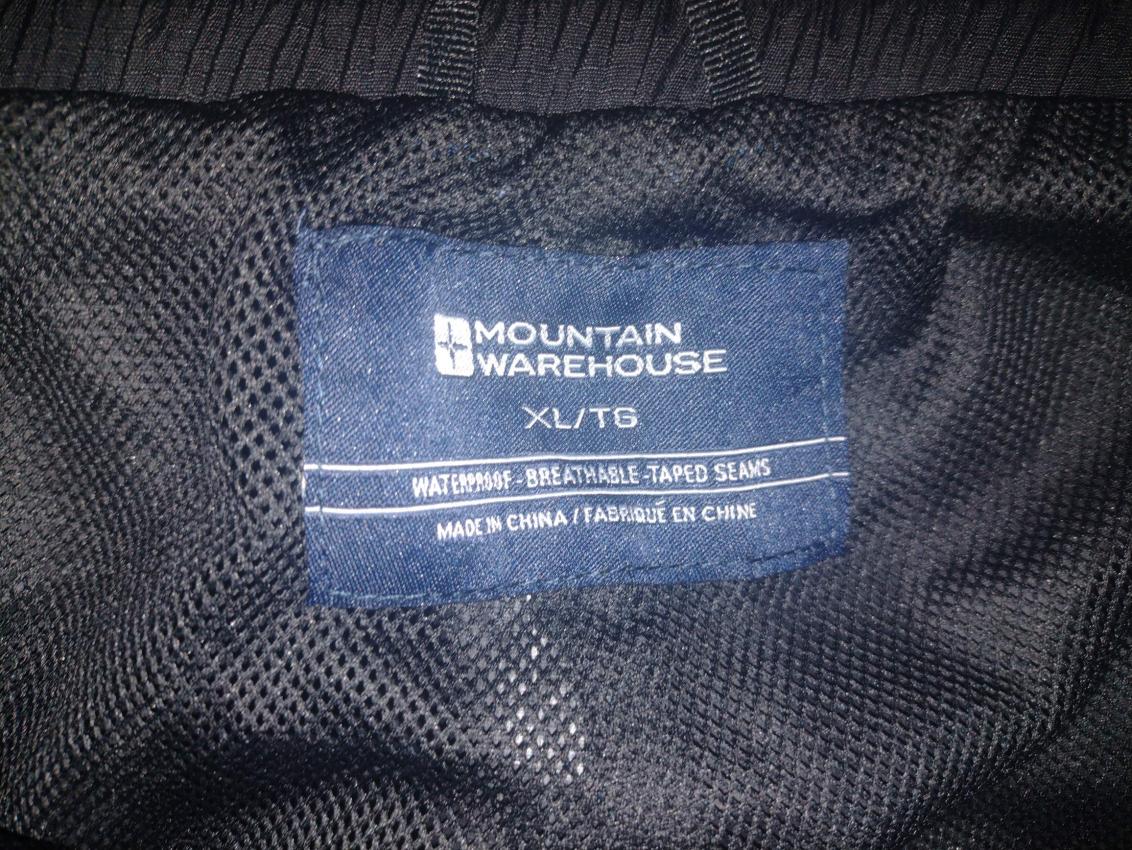 MOUNTAIN
WAREHOUSE
XL/TG
WATERPROOF-BREATHABLE-TAPED SEAMS
MADE IN CHINA / FABRIQUÉ EN CHINE